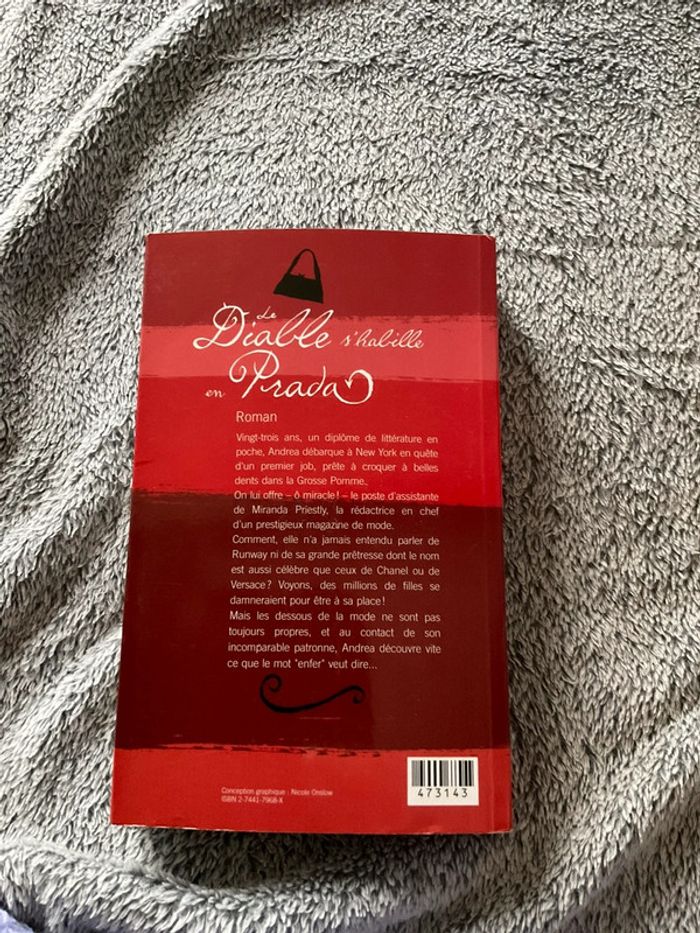 Le
Diable s'habille
en Prada
Roman
Vingt-trois ans, un diplôme de littérature en
poche, Andrea débarque à New York en quête
d'un premier job, prête à croquer à belles
dents dans la Grosse Pomme.
On lui offre – ô miracle! – le poste d'assistante
de Miranda Priestly, la rédactrice en chef
d'un prestigieux magazine de mode.
Comment, elle n'a jamais entendu parler de
Runway ni de sa grande prêtresse dont le nom
est aussi célèbre que ceux de Chanel ou de
Versace? Voyons, des millions de filles se
damneraient pour être à sa place!
Mais les dessous de la mode ne sont pas
toujours propres, et au contact de son
incomparable patronne, Andrea découvre vite
ce que le mot "enfer" veut dire...
Conception graphique : Nicole Onslow
ISBN 2-7441-7968-X
473143